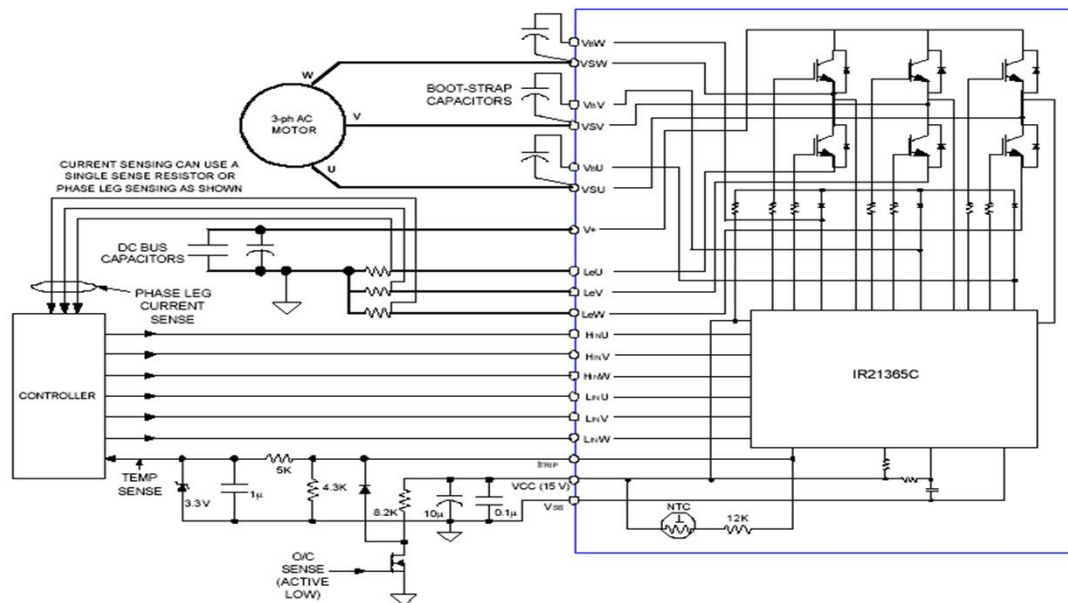 VBW
VSW
W
BOOT-STRAP
CAPACITORS
VBV
3-ph AC
MOTOR
V
VSV
VBU
U
VSU
CURRENT SENSING CAN USE A
SINGLE SENSE RESISTOR OR
PHASE LEG SENSING AS SHOWN
V+
DC BUS
CAPACITORS
LeU
LeV
LeW
PHASE LEG
CURRENT
SENSE
HINU
HINV
HINW
LINU
LINV
LINW
CONTROLLER
IR21365C
ITRIP
VCC (15 V)
VSS
TEMP
SENSE
5K
3.3V
1µ
4.3K
8.2K
10µ
0.1µ
NTC
12K
O/C
SENSE
(ACTIVE
LOW)